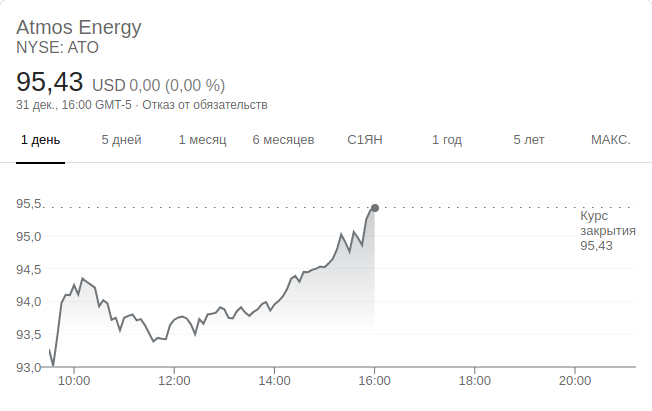 Atmos Energy
NYSE: ATO
95,43 USD 0,00 (0,00 %)
31 дек., 16:00 GMT-5 · Отказ от обязательств
1 день 5 дней 1 месяц 6 месяцев С1ЯН 1 год 5 лет МАКС.
95,5
Курс
закрытия
95,43
95,0
94,5
94,0
93,5
93,0
10:00 12:00 14:00 16:00 18:00 20:00